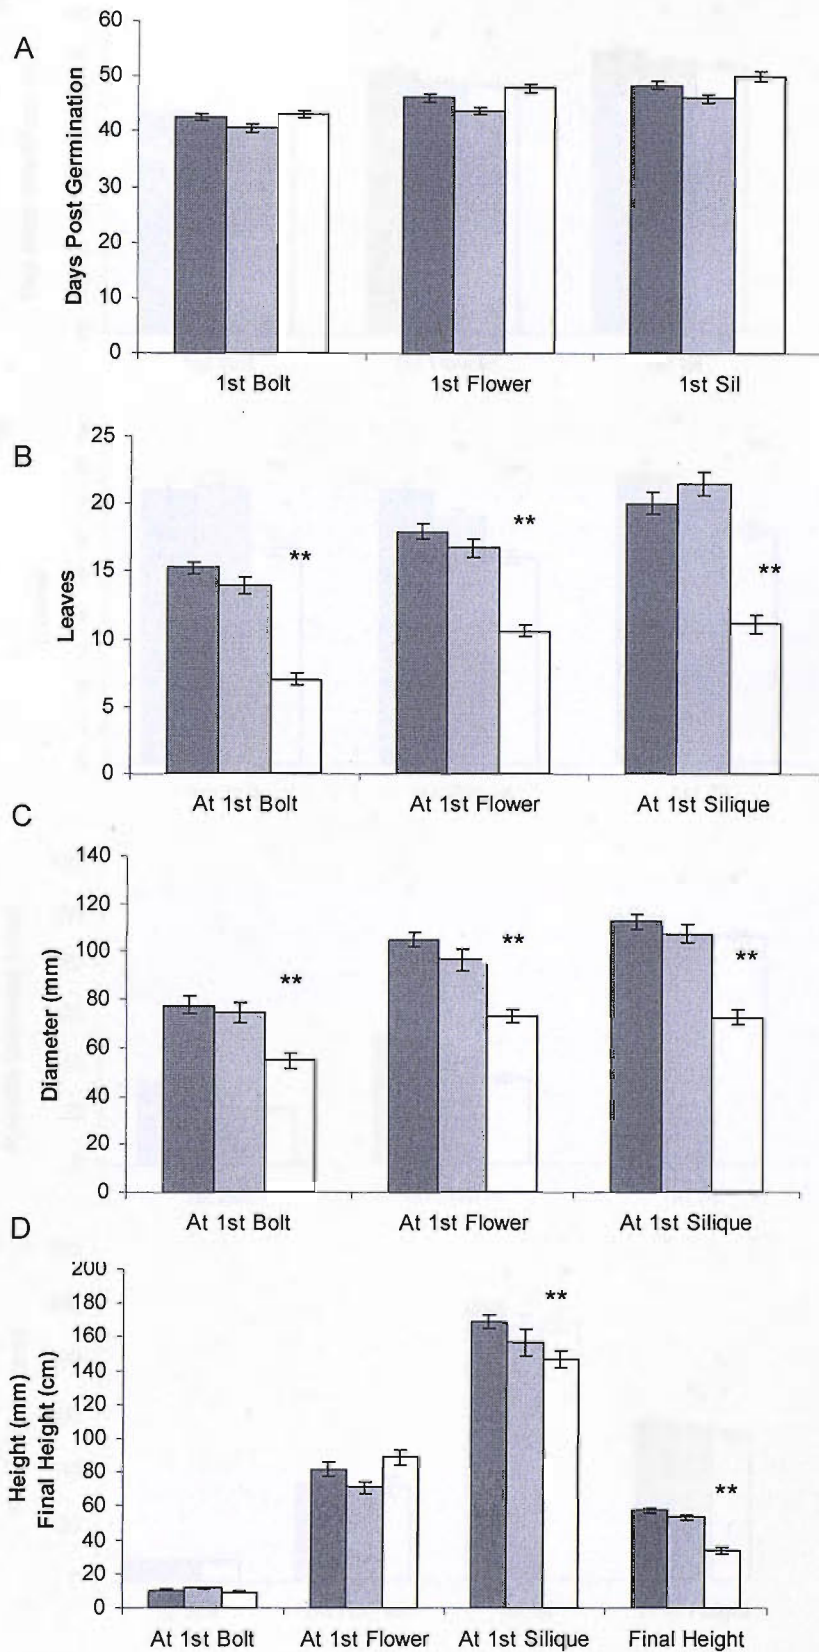 A
60
50
40
30
20
10
0
Days Post Germination
1st Bolt 1st Flower 1st Sil
B
25
20
15
10
5
0
Leaves
** ** **
At 1st Bolt At 1st Flower At 1st Silique
C
140
120
100
80
60
40
20
0
Diameter (mm)
** ** **
At 1st Bolt At 1st Flower At 1st Silique
D
200
180
160
140
120
100
80
60
40
20
0
Height (mm)
Final Height (cm)
** **
At 1st Bolt At 1st Flower At 1st Silique Final Height